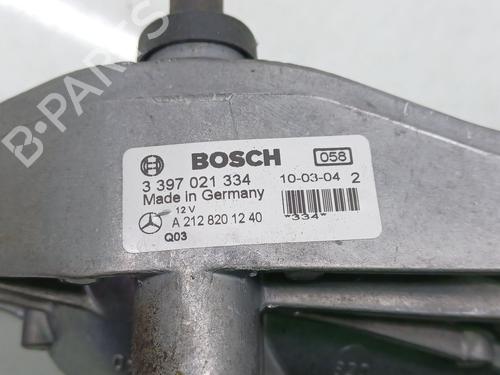 B-PARTS
BOSCH 058
3 397 021 334 10-03-04 2
Made in Germany
12 V
A 212 820 12 40 *334*
Q03